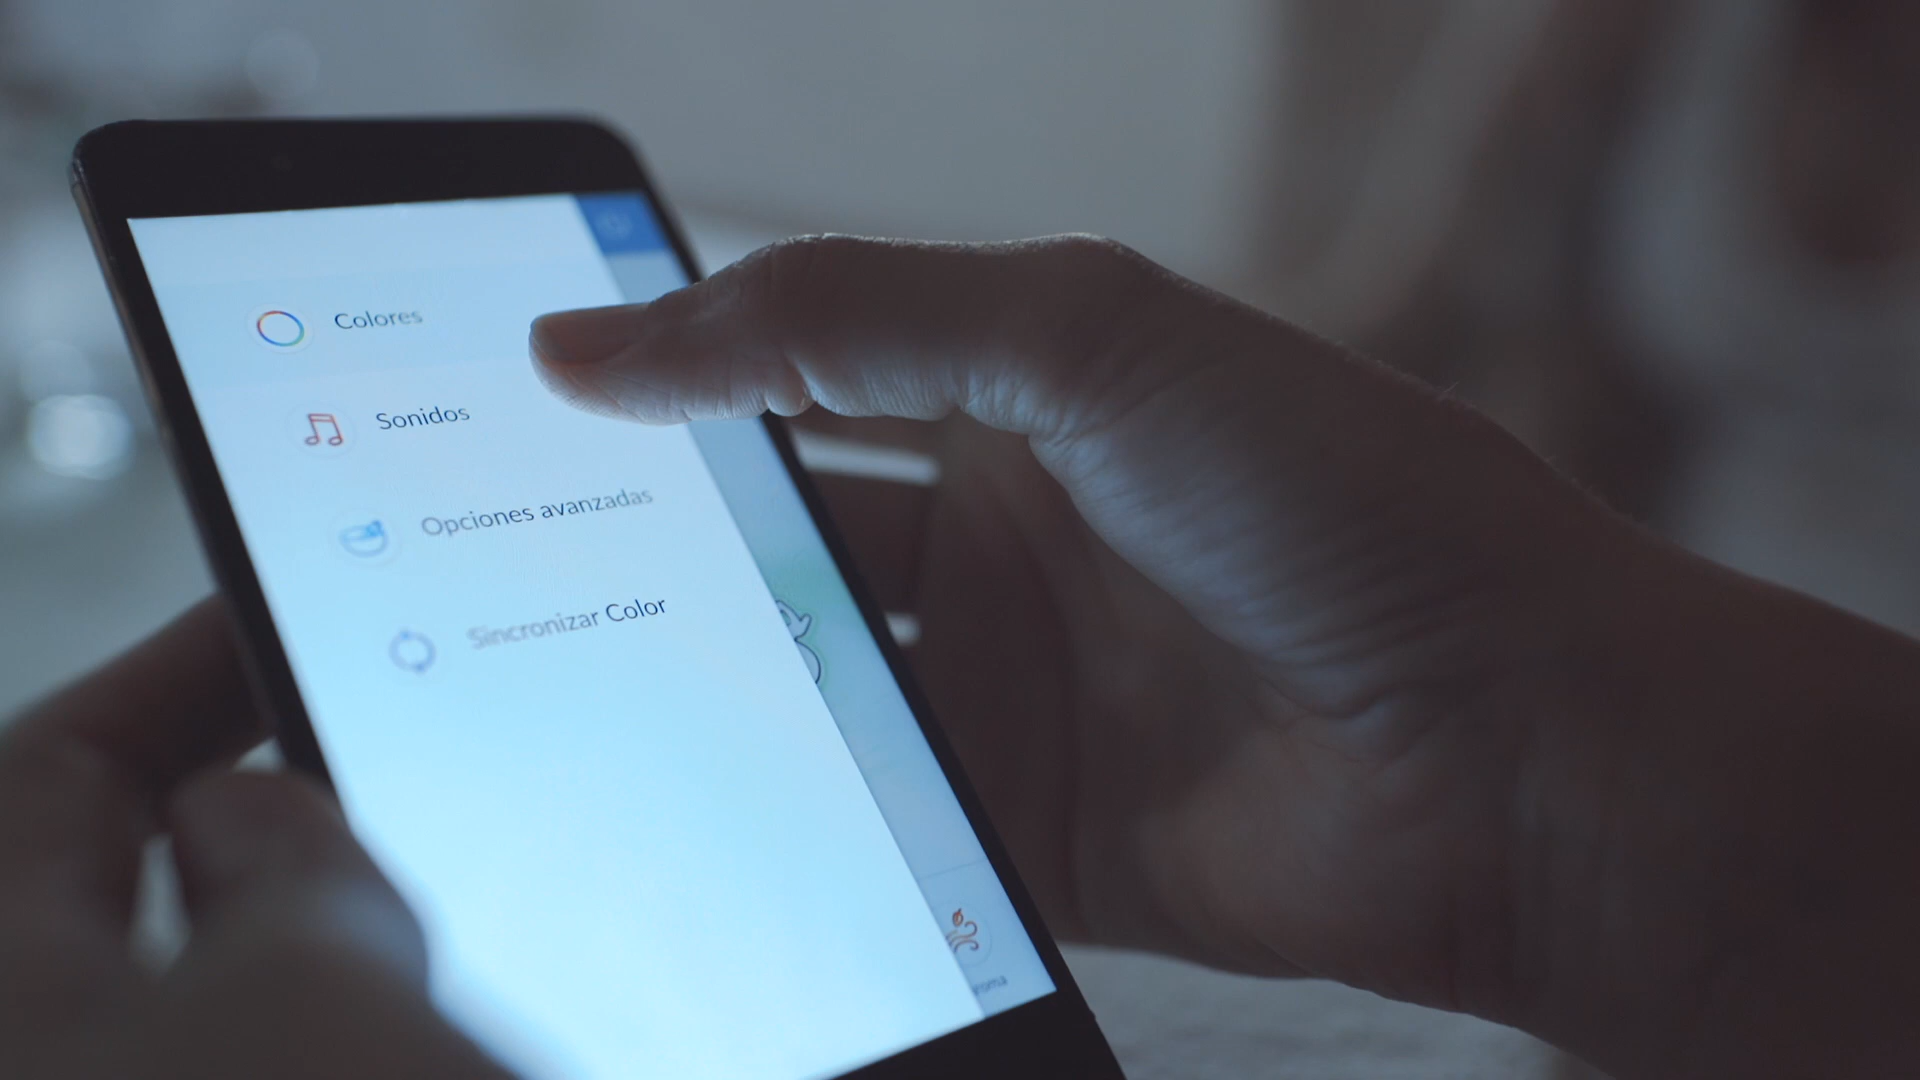 Colores
Sonidos
Opciones avanzadas
Sincronizar Color